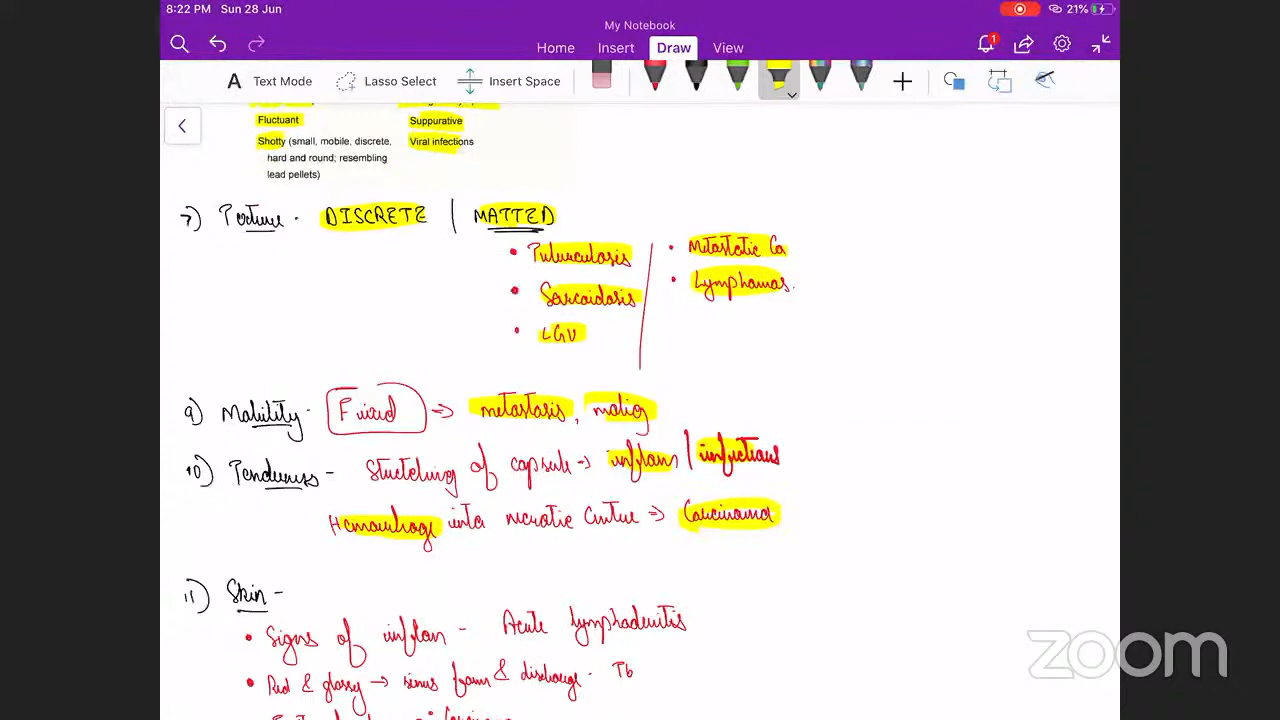 8:22 PM Sun 28 Jun
21%
My Notebook
Home Insert Draw View
1
A Text Mode Lasso Select Insert Space
Fluctuant Suppurative
Shotty (small, mobile, discrete, Viral infections
hard and round; resembling
lead pellets)
7) Texture - DISCRETE | MATTED
• Tuberculosis • Metastatic Ca
• Sarcoidosis • Lymphomas.
• LGV
9) Mobility - Fixed => metastasis, malig
10) Tenderness - Stretching of capsule -> inflam | infectious
Hemorrhage into necrotic centre => Carcinoma
11) Skin -
• Signs of inflam - Acute lymphadenitis
• Red & glossy -> sinus form & discharge - Tb
zoom